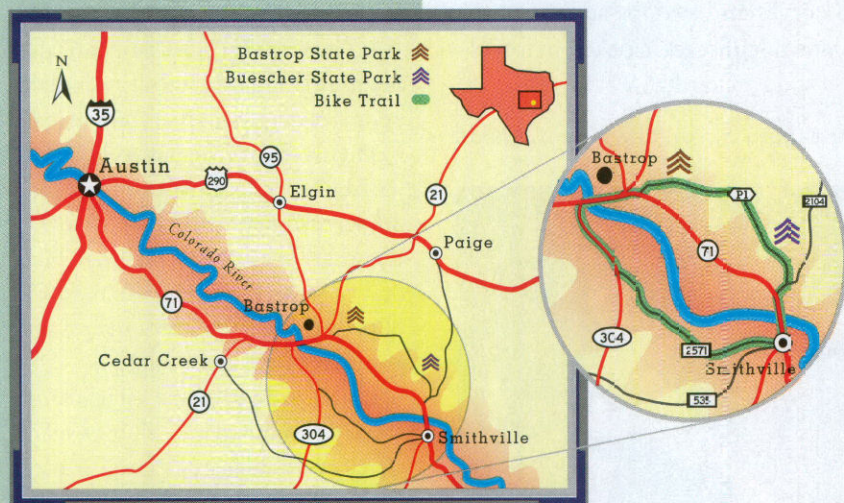 Bastrop State Park
Buescher State Park
Bike Trail
N
35
Austin
290
95
Elgin
21
Paige
Colorado River
71
Bastrop
Cedar Creek
21
304
Smithville
Bastrop
P1
2104
71
304
2571
Smithville
535